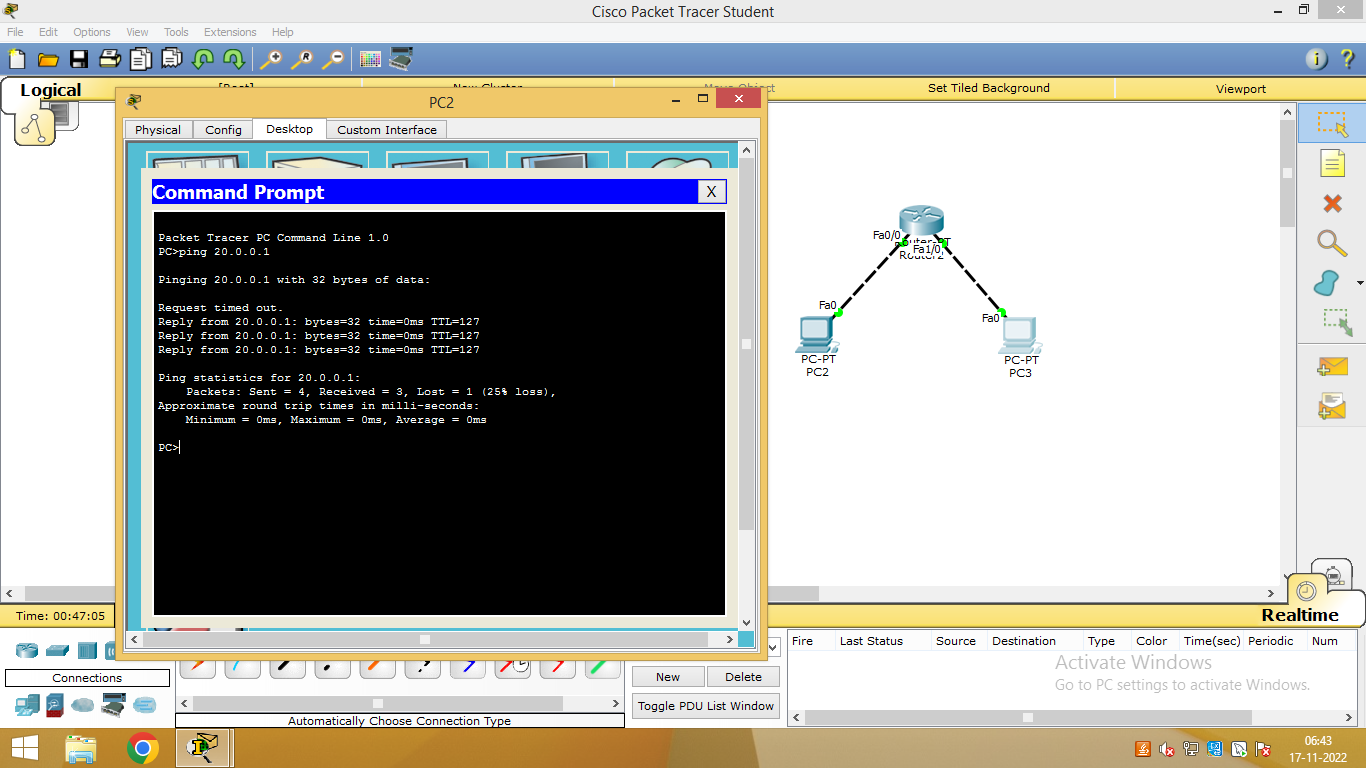 Cisco Packet Tracer Student
File Edit Options View Tools Extensions Help
Logical [Root] New Cluster Move Object Set Tiled Background Viewport
PC2
Physical Config Desktop Custom Interface
Command Prompt X
Packet Tracer PC Command Line 1.0
PC>ping 20.0.0.1
Pinging 20.0.0.1 with 32 bytes of data:
Request timed out.
Reply from 20.0.0.1: bytes=32 time=0ms TTL=127
Reply from 20.0.0.1: bytes=32 time=0ms TTL=127
Reply from 20.0.0.1: bytes=32 time=0ms TTL=127
Ping statistics for 20.0.0.1:
Packets: Sent = 4, Received = 3, Lost = 1 (25% loss),
Approximate round trip times in milli-seconds:
Minimum = 0ms, Maximum = 0ms, Average = 0ms
PC>
Fa0/0
Router-PT
Fa1/0
Router2
Fa0
PC-PT
PC2
Fa0
PC-PT
PC3
Time: 00:47:05
Realtime
Connections
Automatically Choose Connection Type
New Delete
Toggle PDU List Window
Fire Last Status Source Destination Type Color Time(sec) Periodic Num
Activate Windows
Go to PC settings to activate Windows.
06:43
17-11-2022